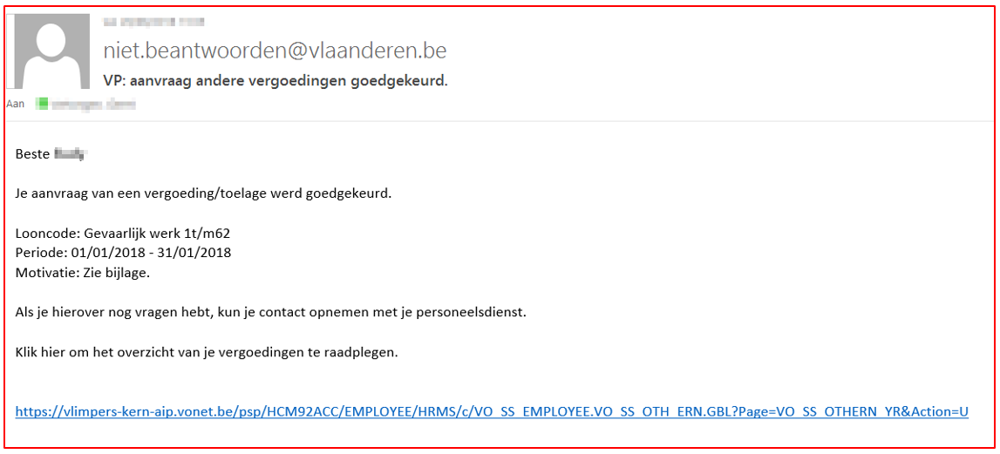 niet.beantwoorden@vlaanderen.be
VP: aanvraag andere vergoedingen goedgekeurd.
Aan
Beste
Je aanvraag van een vergoeding/toelage werd goedgekeurd.
Looncode: Gevaarlijk werk 1t/m62
Periode: 01/01/2018 - 31/01/2018
Motivatie: Zie bijlage.
Als je hierover nog vragen hebt, kun je contact opnemen met je personeelsdienst.
Klik hier om het overzicht van je vergoedingen te raadplegen.
https://vlimpers-kern-aip.vonet.be/psp/HCM92ACC/EMPLOYEE/HRMS/c/VO_SS_EMPLOYEE.VO_SS_OTH_ERN.GBL?Page=VO_SS_OTHERN_YR&Action=U